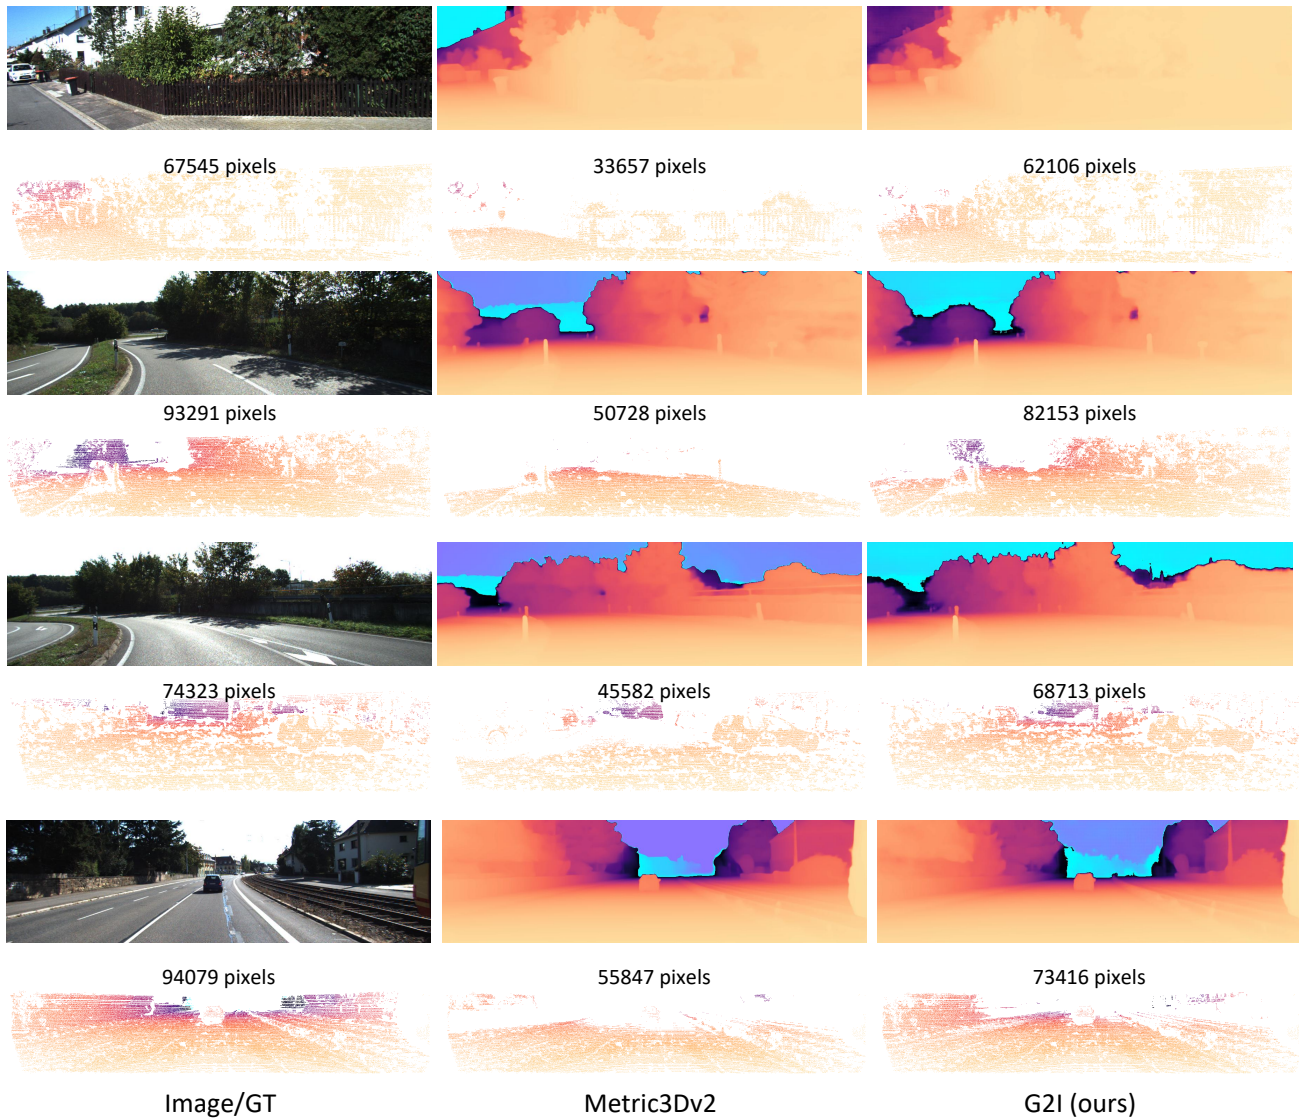 67545 pixels
33657 pixels
62106 pixels
93291 pixels
50728 pixels
82153 pixels
74323 pixels
45582 pixels
68713 pixels
94079 pixels
55847 pixels
73416 pixels
Image/GT
Metric3Dv2
G2I (ours)